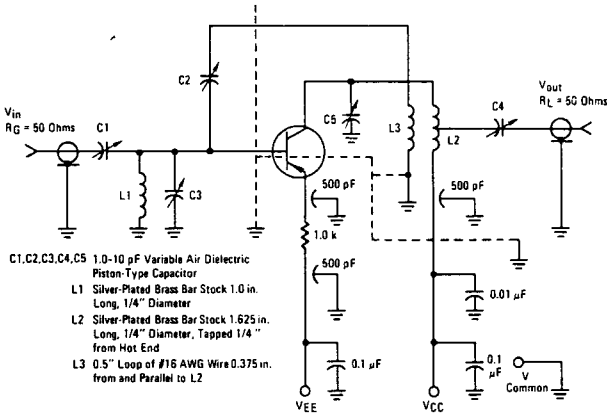 C2
Vin
RG = 50 Ohms
C1
L1
C3
C5
L3
L2
C4
Vout
RL = 50 Ohms
500 pF
500 pF
1.0 k
500 pF
C1,C2,C3,C4,C5 1.0-10 pF Variable Air Dielectric
Piston-Type Capacitor
L1 Silver-Plated Brass Bar Stock 1.0 in.
Long, 1/4" Diameter
L2 Silver-Plated Brass Bar Stock 1.625 in.
Long, 1/4" Diameter, Tapped 1/4"
from Hot End
L3 0.5" Loop of #16 AWG Wire 0.375 in.
from and Parallel to L2
0.01 μF
0.1 μF
0.1
μF
V
Common
VEE
VCC